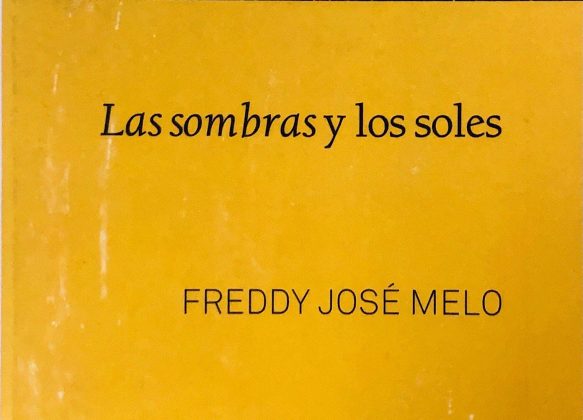 Las sombras y los soles
FREDDY JOSÉ MELO